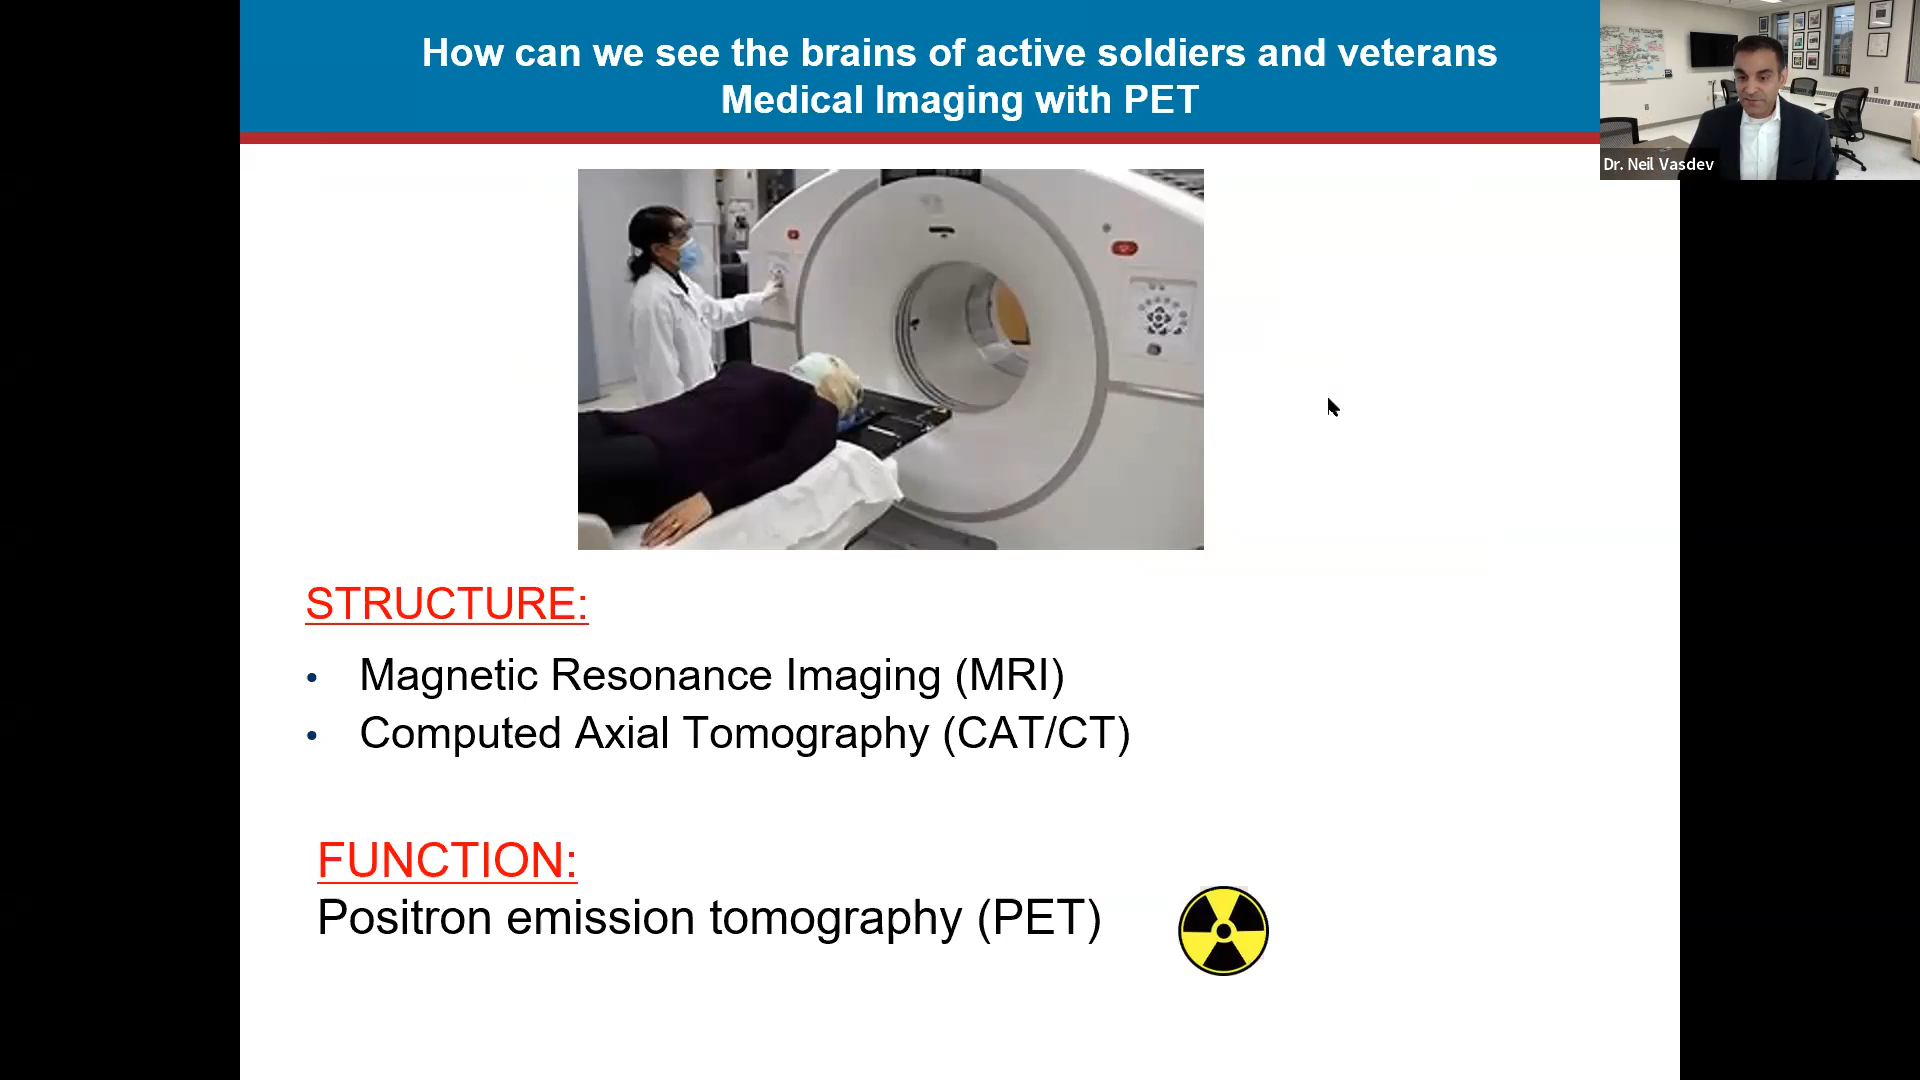 How can we see the brains of active soldiers and veterans
Medical Imaging with PET
Dr. Neil Vasdev
STRUCTURE:
• Magnetic Resonance Imaging (MRI)
• Computed Axial Tomography (CAT/CT)
FUNCTION:
Positron emission tomography (PET)